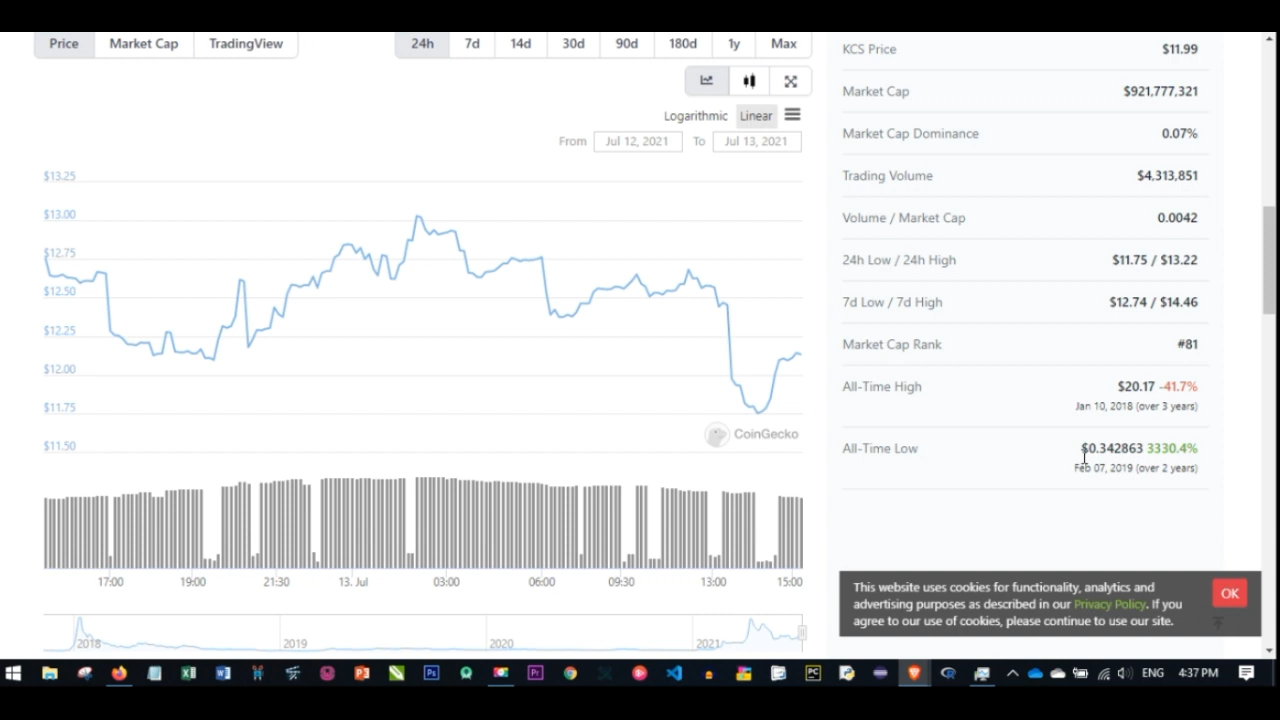 Price Market Cap TradingView 24h 7d 14d 30d 90d 180d 1y Max
Logarithmic Linear
From Jul 12, 2021 To Jul 13, 2021
$13.25
$13.00
$12.75
$12.50
$12.25
$12.00
$11.75
$11.50
CoinGecko
17:00 19:00 21:30 13. Jul 03:00 06:00 09:30 13:00 15:00
2018 2019 2020 2021
KCS Price $11.99
Market Cap $921,777,321
Market Cap Dominance 0.07%
Trading Volume $4,313,851
Volume / Market Cap 0.0042
24h Low / 24h High $11.75 / $13.22
7d Low / 7d High $12.74 / $14.46
Market Cap Rank #81
All-Time High $20.17 -41.7%
Jan 10, 2018 (over 3 years)
All-Time Low $0.342863 3330.4%
Feb 07, 2019 (over 2 years)
This website uses cookies for functionality, analytics and
advertising purposes as described in our Privacy Policy. If you
agree to our use of cookies, please continue to use our site.
OK
ENG 4:37 PM